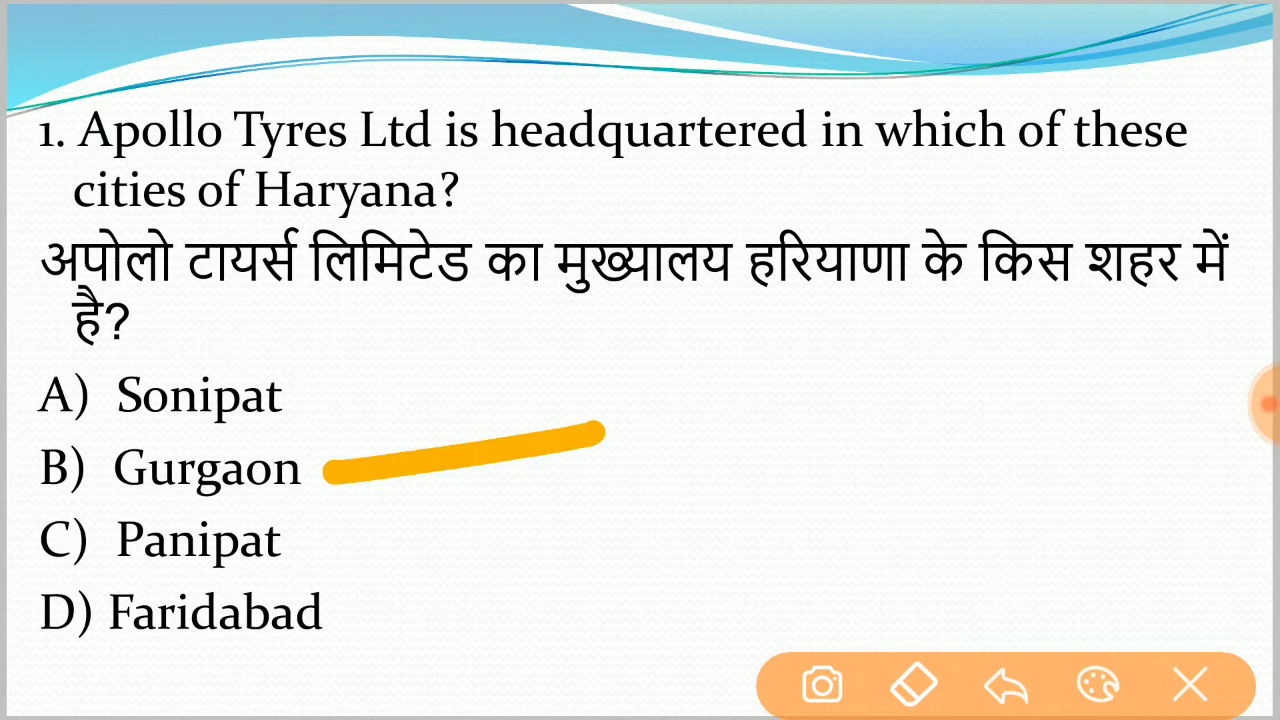 1. Apollo Tyres Ltd is headquartered in which of these
cities of Haryana?
अपोलो टायर्स लिमिटेड का मुख्यालय हरियाणा के किस शहर में
है?
A) Sonipat
B) Gurgaon
C) Panipat
D) Faridabad